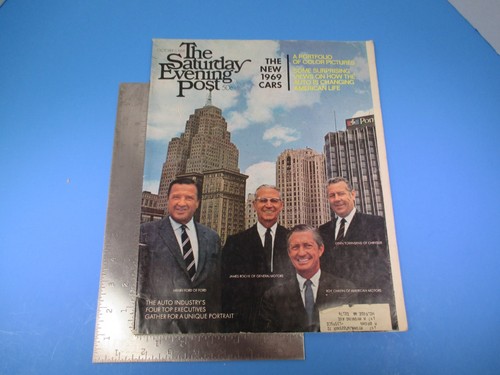 The
Saturday
Evening
Post
THE
NEW
1969
CARS
A PORTFOLIO
OF COLOR PICTURES
SOME SURPRISING
VIEWS ON HOW THE
AUTO IS CHANGING
AMERICAN LIFE
HENRY FORD OF FORD
JAMES ROCHE OF GENERAL MOTORS
LYNN TOWNSEND OF CHRYSLER
ROY CHAPIN OF AMERICAN MOTORS
THE AUTO INDUSTRY'S
FOUR TOP EXECUTIVES
GATHER FOR A UNIQUE PORTRAIT